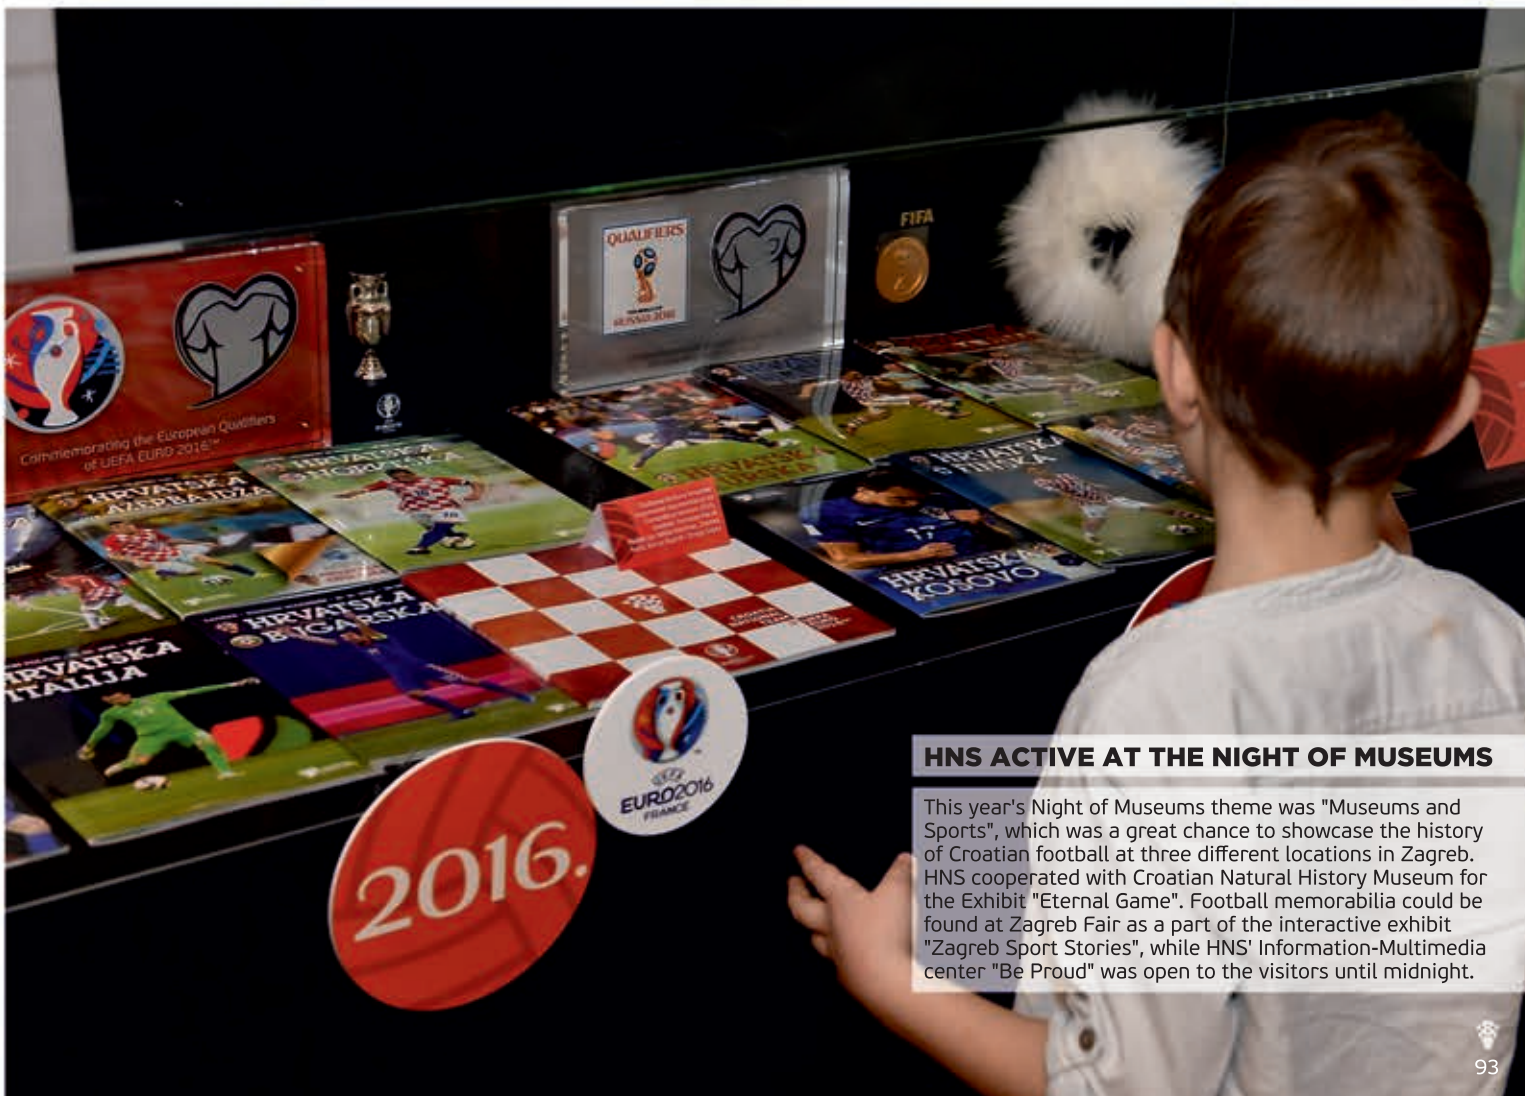 FIFA
QUALIFIERS
RUSSIA 2018
Commemorating the European Qualifiers
of UEFA EURO 2016™
HRVATSKA
AZERBAJDŽAN
HRVATSKA
NORVEŠKA
HRVATSKA
HRVATSKA
HRVATSKA
KOSOVO
17
HRVATSKA
BUGARSKA
CROATIA
HRVATSKA
ITALIJA
2016.
UEFA
EURO2016
FRANCE
HNS ACTIVE AT THE NIGHT OF MUSEUMS
This year's Night of Museums theme was "Museums and
Sports", which was a great chance to showcase the history
of Croatian football at three different locations in Zagreb.
HNS cooperated with Croatian Natural History Museum for
the Exhibit "Eternal Game". Football memorabilia could be
found at Zagreb Fair as a part of the interactive exhibit
"Zagreb Sport Stories", while HNS' Information-Multimedia
center "Be Proud" was open to the visitors until midnight.
93